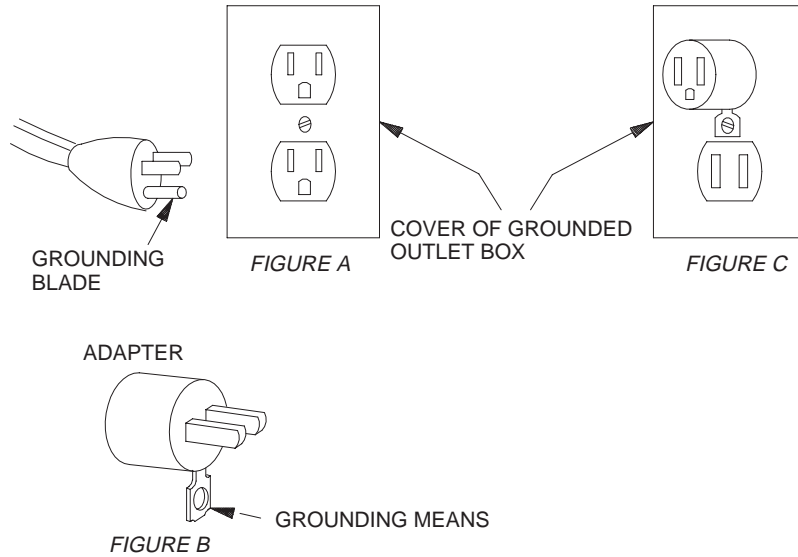 GROUNDING
BLADE
FIGURE A
COVER OF GROUNDED
OUTLET BOX
FIGURE C
ADAPTER
GROUNDING MEANS
FIGURE B